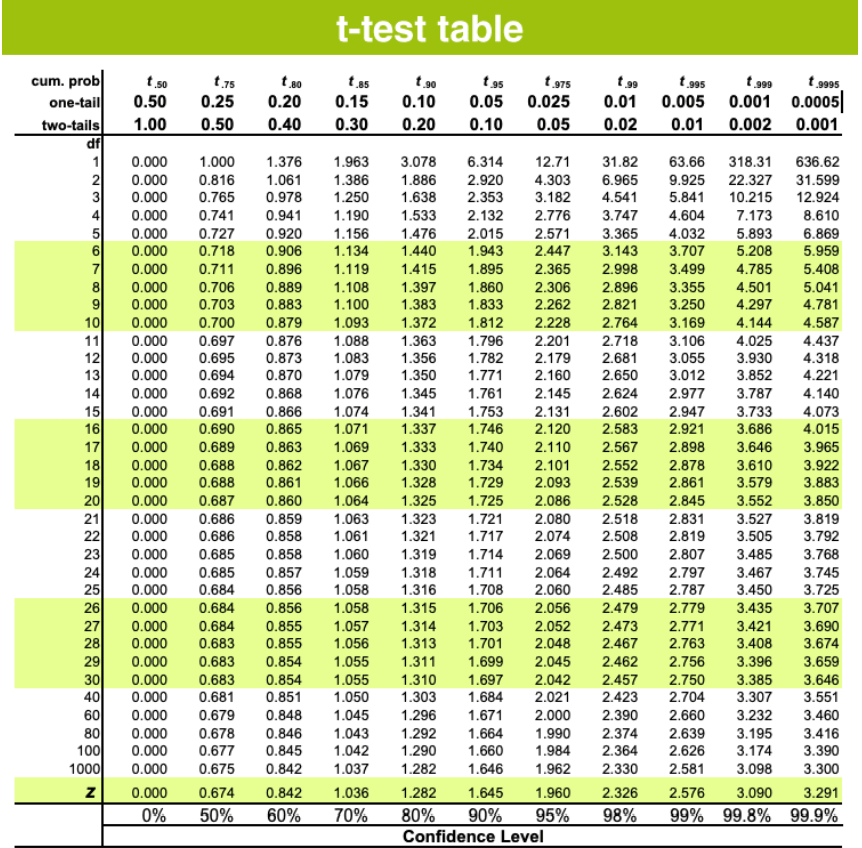 t-test table
cum. prob t .50 t .75 t .80 t .85 t .90 t .95 t .975 t .99 t .995 t .999 t .9995
one-tail 0.50 0.25 0.20 0.15 0.10 0.05 0.025 0.01 0.005 0.001 0.0005
two-tails 1.00 0.50 0.40 0.30 0.20 0.10 0.05 0.02 0.01 0.002 0.001
df
1 0.000 1.000 1.376 1.963 3.078 6.314 12.71 31.82 63.66 318.31 636.62
2 0.000 0.816 1.061 1.386 1.886 2.920 4.303 6.965 9.925 22.327 31.599
3 0.000 0.765 0.978 1.250 1.638 2.353 3.182 4.541 5.841 10.215 12.924
4 0.000 0.741 0.941 1.190 1.533 2.132 2.776 3.747 4.604 7.173 8.610
5 0.000 0.727 0.920 1.156 1.476 2.015 2.571 3.365 4.032 5.893 6.869
6 0.000 0.718 0.906 1.134 1.440 1.943 2.447 3.143 3.707 5.208 5.959
7 0.000 0.711 0.896 1.119 1.415 1.895 2.365 2.998 3.499 4.785 5.408
8 0.000 0.706 0.889 1.108 1.397 1.860 2.306 2.896 3.355 4.501 5.041
9 0.000 0.703 0.883 1.100 1.383 1.833 2.262 2.821 3.250 4.297 4.781
10 0.000 0.700 0.879 1.093 1.372 1.812 2.228 2.764 3.169 4.144 4.587
11 0.000 0.697 0.876 1.088 1.363 1.796 2.201 2.718 3.106 4.025 4.437
12 0.000 0.695 0.873 1.083 1.356 1.782 2.179 2.681 3.055 3.930 4.318
13 0.000 0.694 0.870 1.079 1.350 1.771 2.160 2.650 3.012 3.852 4.221
14 0.000 0.692 0.868 1.076 1.345 1.761 2.145 2.624 2.977 3.787 4.140
15 0.000 0.691 0.866 1.074 1.341 1.753 2.131 2.602 2.947 3.733 4.073
16 0.000 0.690 0.865 1.071 1.337 1.746 2.120 2.583 2.921 3.686 4.015
17 0.000 0.689 0.863 1.069 1.333 1.740 2.110 2.567 2.898 3.646 3.965
18 0.000 0.688 0.862 1.067 1.330 1.734 2.101 2.552 2.878 3.610 3.922
19 0.000 0.688 0.861 1.066 1.328 1.729 2.093 2.539 2.861 3.579 3.883
20 0.000 0.687 0.860 1.064 1.325 1.725 2.086 2.528 2.845 3.552 3.850
21 0.000 0.686 0.859 1.063 1.323 1.721 2.080 2.518 2.831 3.527 3.819
22 0.000 0.686 0.858 1.061 1.321 1.717 2.074 2.508 2.819 3.505 3.792
23 0.000 0.685 0.858 1.060 1.319 1.714 2.069 2.500 2.807 3.485 3.768
24 0.000 0.685 0.857 1.059 1.318 1.711 2.064 2.492 2.797 3.467 3.745
25 0.000 0.684 0.856 1.058 1.316 1.708 2.060 2.485 2.787 3.450 3.725
26 0.000 0.684 0.856 1.058 1.315 1.706 2.056 2.479 2.779 3.435 3.707
27 0.000 0.684 0.855 1.057 1.314 1.703 2.052 2.473 2.771 3.421 3.690
28 0.000 0.683 0.855 1.056 1.313 1.701 2.048 2.467 2.763 3.408 3.674
29 0.000 0.683 0.854 1.055 1.311 1.699 2.045 2.462 2.756 3.396 3.659
30 0.000 0.683 0.854 1.055 1.310 1.697 2.042 2.457 2.750 3.385 3.646
40 0.000 0.681 0.851 1.050 1.303 1.684 2.021 2.423 2.704 3.307 3.551
60 0.000 0.679 0.848 1.045 1.296 1.671 2.000 2.390 2.660 3.232 3.460
80 0.000 0.678 0.846 1.043 1.292 1.664 1.990 2.374 2.639 3.195 3.416
100 0.000 0.677 0.845 1.042 1.290 1.660 1.984 2.364 2.626 3.174 3.390
1000 0.000 0.675 0.842 1.037 1.282 1.646 1.962 2.330 2.581 3.098 3.300
z 0.000 0.674 0.842 1.036 1.282 1.645 1.960 2.326 2.576 3.090 3.291
0% 50% 60% 70% 80% 90% 95% 98% 99% 99.8% 99.9%
Confidence Level